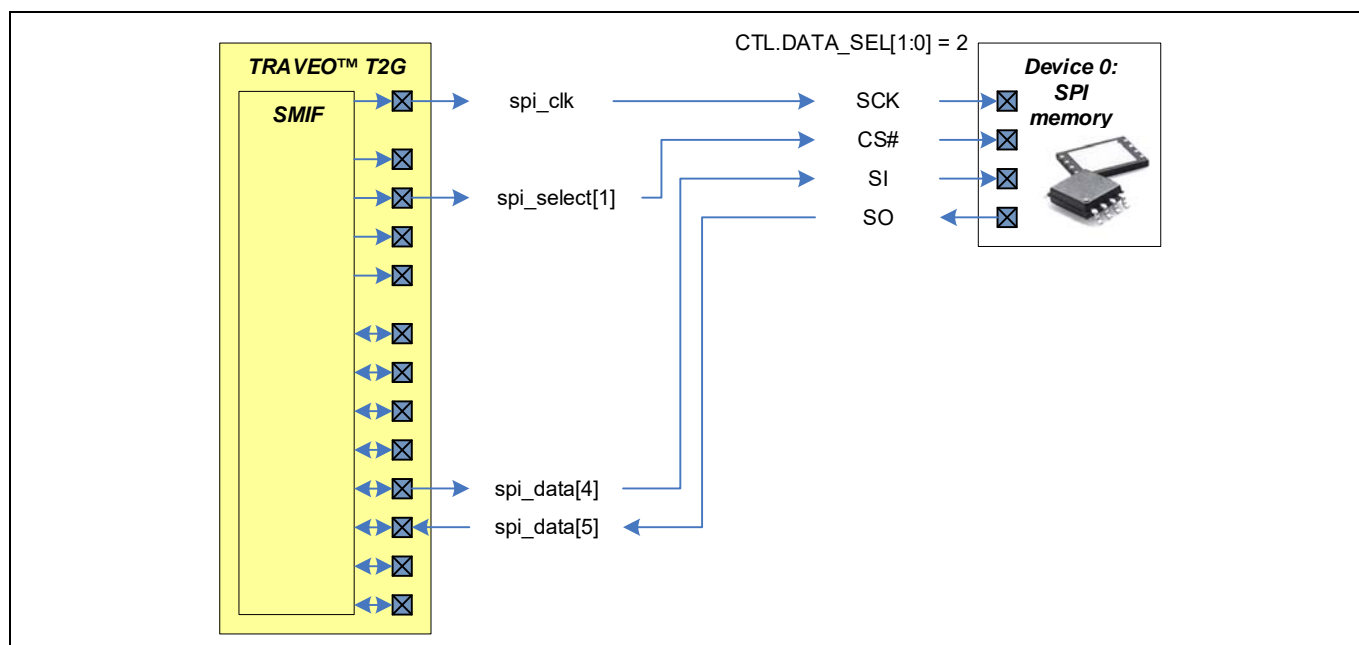 CTL.DATA_SEL[1:0] = 2
TRAVEO™ T2G
SMIF
Device 0:
SPI
memory
spi_clk
SCK
CS#
spi_select[1]
SI
SO
spi_data[4]
spi_data[5]